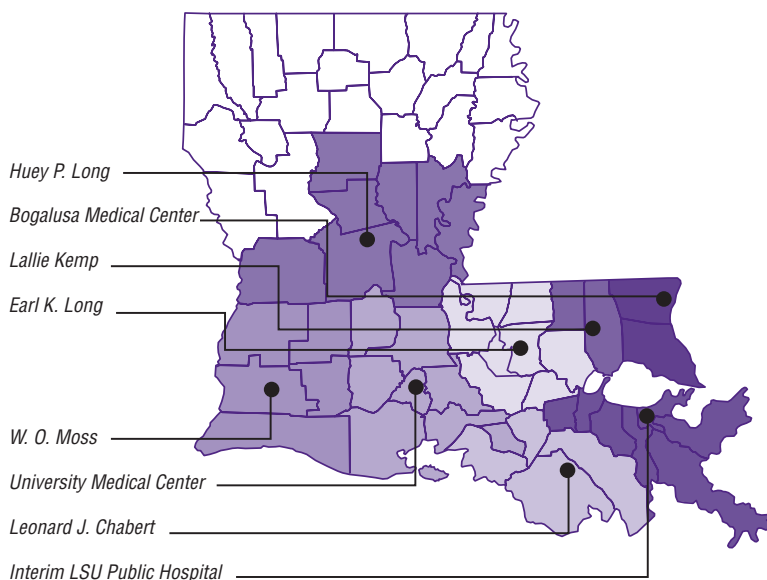 Huey P. Long
Bogalusa Medical Center
Lallie Kemp
Earl K. Long
W. O. Moss
University Medical Center
Leonard J. Chabert
Interim LSU Public Hospital